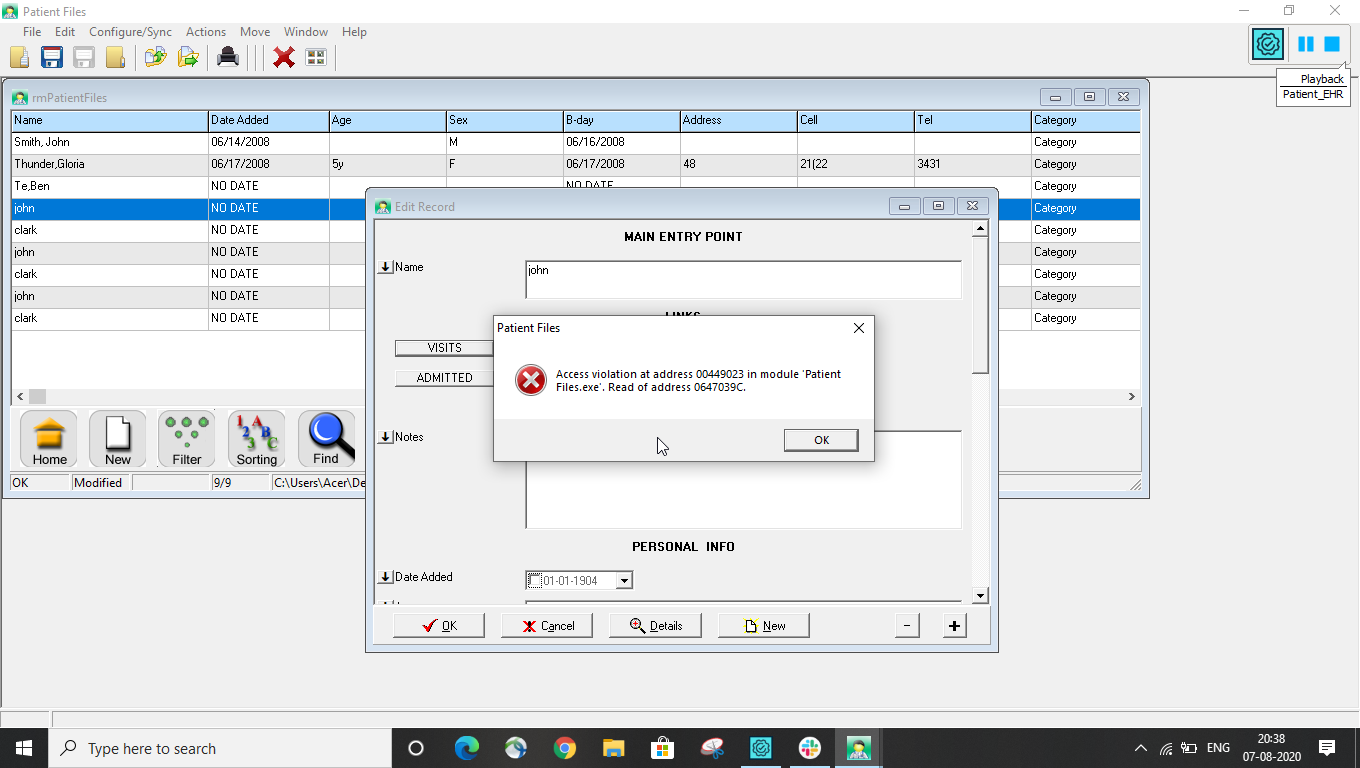 Patient Files
File Edit Configure/Sync Actions Move Window Help
Playback
Patient_EHR
rmPatientFiles
Name Date Added Age Sex B-day Address Cell Tel Category
Smith, John 06/14/2008 M 06/16/2008 Category
Thunder,Gloria 06/17/2008 5y F 06/17/2008 48 21(22 3431 Category
Te,Ben NO DATE NO DATE Category
john NO DATE Category
clark NO DATE Category
john NO DATE Category
clark NO DATE Category
john NO DATE Category
clark NO DATE Category
Home New Filter Sorting Find
OK Modified 9/9 C:\Users\Acer\De
Edit Record
MAIN ENTRY POINT
Name john
LINKS
VISITS
ADMITTED
Patient Files
Access violation at address 00449023 in module 'Patient
Files.exe'. Read of address 0647039C.
OK
Notes
PERSONAL INFO
Date Added 01-01-1904
OK Cancel Details New - +
Type here to search
ENG
20:38
07-08-2020